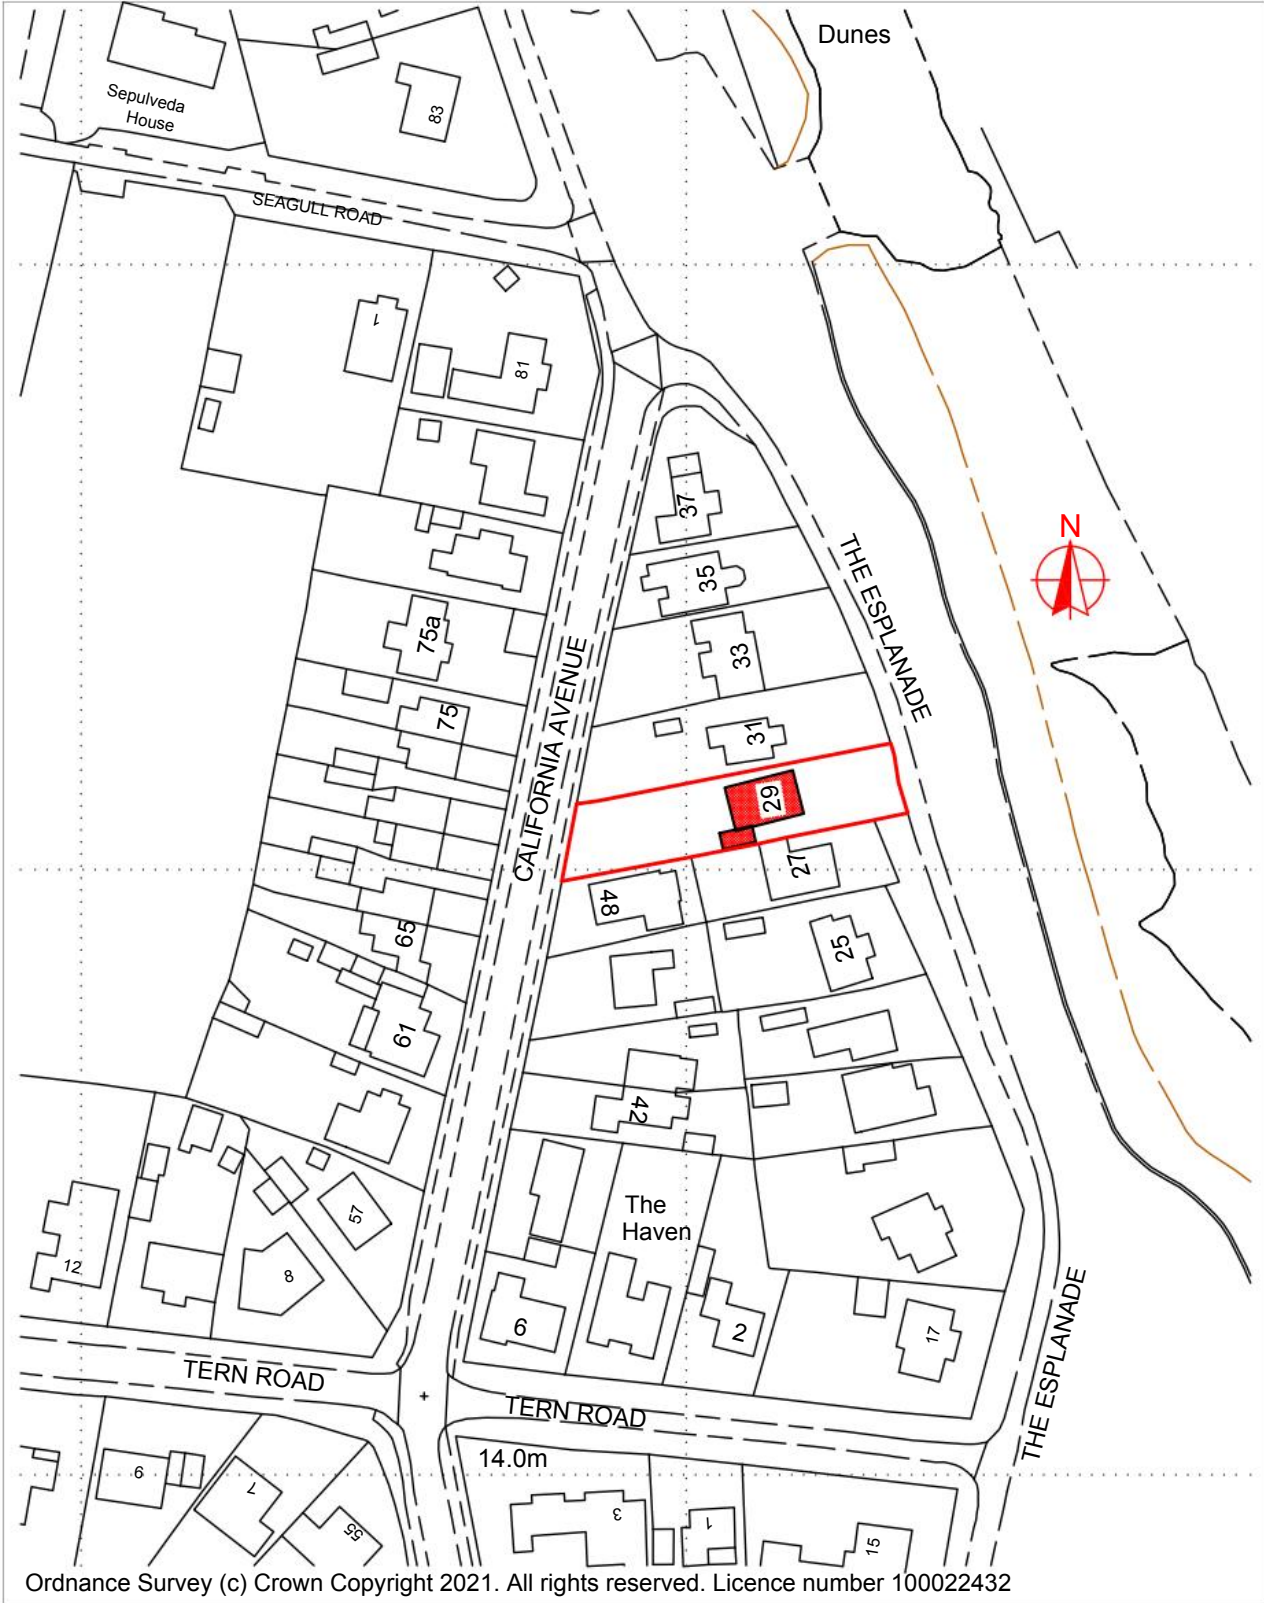 Dunes
Sepulveda
House
83
SEAGULL ROAD
1
81
37
N
THE ESPLANADE
35
75a
33
CALIFORNIA AVENUE
75
31
29
27
48
65
25
61
42
The
Haven
57
12
8
6
2
17
THE ESPLANADE
TERN ROAD
TERN ROAD
14.0m
9
7
55
3
1
15
Ordnance Survey (c) Crown Copyright 2021. All rights reserved. Licence number 100022432